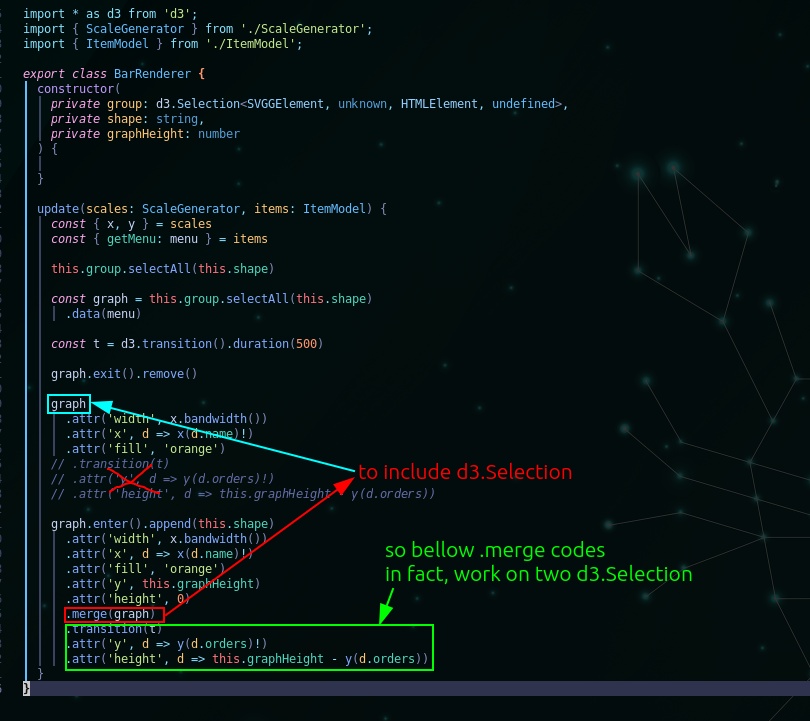 import * as d3 from 'd3';
import { ScaleGenerator } from './ScaleGenerator';
import { ItemModel } from './ItemModel';
export class BarRenderer {
constructor(
private group: d3.Selection<SVGGElement, unknown, HTMLElement, undefined>,
private shape: string,
private graphHeight: number
) {
}
update(scales: ScaleGenerator, items: ItemModel) {
const { x, y } = scales
const { getMenu: menu } = items
this.group.selectAll(this.shape)
const graph = this.group.selectAll(this.shape)
.data(menu)
const t = d3.transition().duration(500)
graph.exit().remove()
graph
.attr('width', x.bandwidth())
.attr('x', d => x(d.name)!)
.attr('fill', 'orange')
// .transition(t)
// .attr('y', d => y(d.orders)!)
// .attr('height', d => this.graphHeight - y(d.orders))
to include d3.Selection
graph.enter().append(this.shape)
.attr('width', x.bandwidth())
.attr('x', d => x(d.name)!)
.attr('fill', 'orange')
.attr('y', this.graphHeight)
.attr('height', 0)
.merge(graph)
.transition(t)
.attr('y', d => y(d.orders)!)
.attr('height', d => this.graphHeight - y(d.orders))
so bellow .merge codes
in fact, work on two d3.Selection
}
}